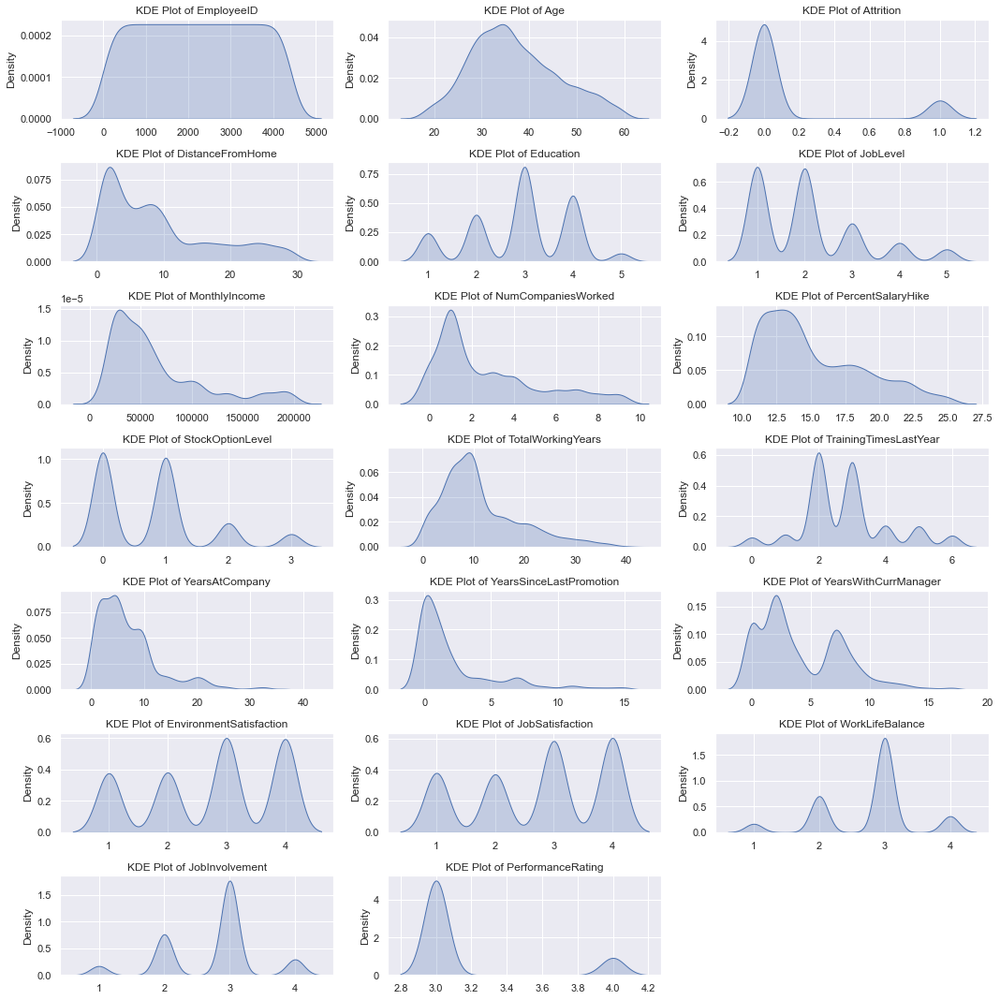 KDE Plot of EmployeeID
Density
0.0002
0.0001
0.0000
-1000 0 1000 2000 3000 4000 5000
KDE Plot of Age
Density
0.04
0.02
0.00
20 30 40 50 60
KDE Plot of Attrition
Density
4
2
0
−0.2 0.0 0.2 0.4 0.6 0.8 1.0 1.2
KDE Plot of DistanceFromHome
Density
0.075
0.050
0.025
0.000
0 10 20 30
KDE Plot of Education
Density
0.75
0.50
0.25
0.00
1 2 3 4 5
KDE Plot of JobLevel
Density
0.6
0.4
0.2
0.0
1 2 3 4 5
KDE Plot of MonthlyIncome
1e−5
Density
1.5
1.0
0.5
0.0
0 50000 100000 150000 200000
KDE Plot of NumCompaniesWorked
Density
0.3
0.2
0.1
0.0
0 2 4 6 8 10
KDE Plot of PercentSalaryHike
Density
0.10
0.05
0.00
10.0 12.5 15.0 17.5 20.0 22.5 25.0 27.5
KDE Plot of StockOptionLevel
Density
1.0
0.5
0.0
0 1 2 3
KDE Plot of TotalWorkingYears
Density
0.06
0.04
0.02
0.00
0 10 20 30 40
KDE Plot of TrainingTimesLastYear
Density
0.6
0.4
0.2
0.0
0 2 4 6
KDE Plot of YearsAtCompany
Density
0.075
0.050
0.025
0.000
0 10 20 30 40
KDE Plot of YearsSinceLastPromotion
Density
0.3
0.2
0.1
0.0
0 5 10 15
KDE Plot of YearsWithCurrManager
Density
0.15
0.10
0.05
0.00
0 5 10 15 20
KDE Plot of EnvironmentSatisfaction
Density
0.6
0.4
0.2
0.0
1 2 3 4
KDE Plot of JobSatisfaction
Density
0.6
0.4
0.2
0.0
1 2 3 4
KDE Plot of WorkLifeBalance
Density
1.5
1.0
0.5
0.0
1 2 3 4
KDE Plot of JobInvolvement
Density
1.5
1.0
0.5
0.0
1 2 3 4
KDE Plot of PerformanceRating
Density
4
2
0
2.8 3.0 3.2 3.4 3.6 3.8 4.0 4.2